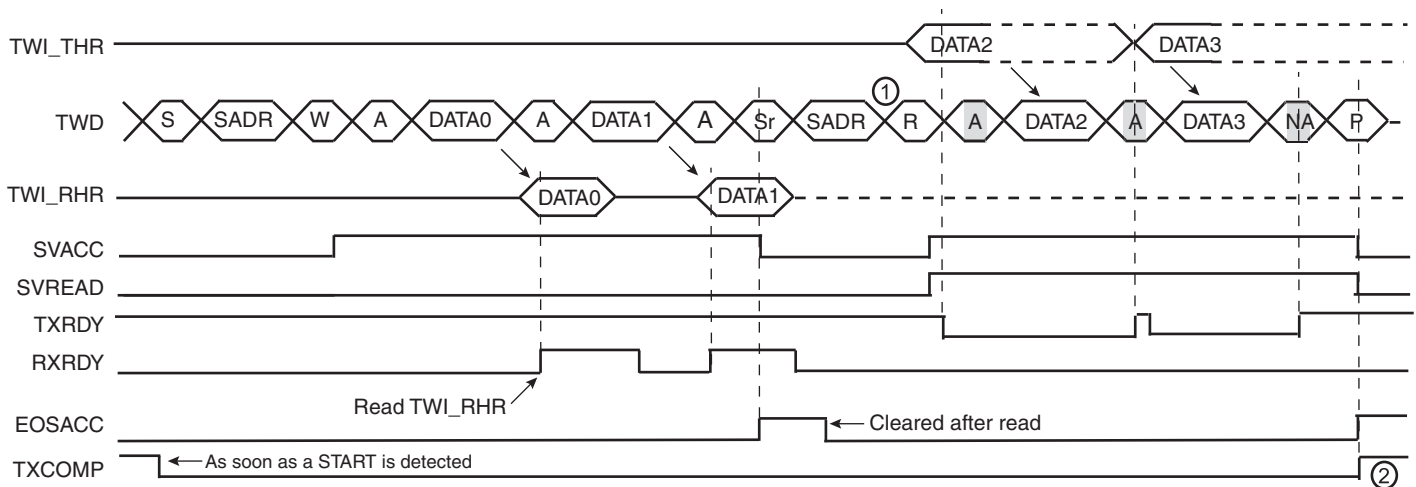 TWI_THR DATA2 DATA3
①
TWD S SADR W A DATA0 A DATA1 A Sr SADR R A DATA2 A DATA3 NA P
TWI_RHR DATA0 DATA1
SVACC
SVREAD
TXRDY
RXRDY
Read TWI_RHR
EOSACC Cleared after read
TXCOMP As soon as a START is detected ②